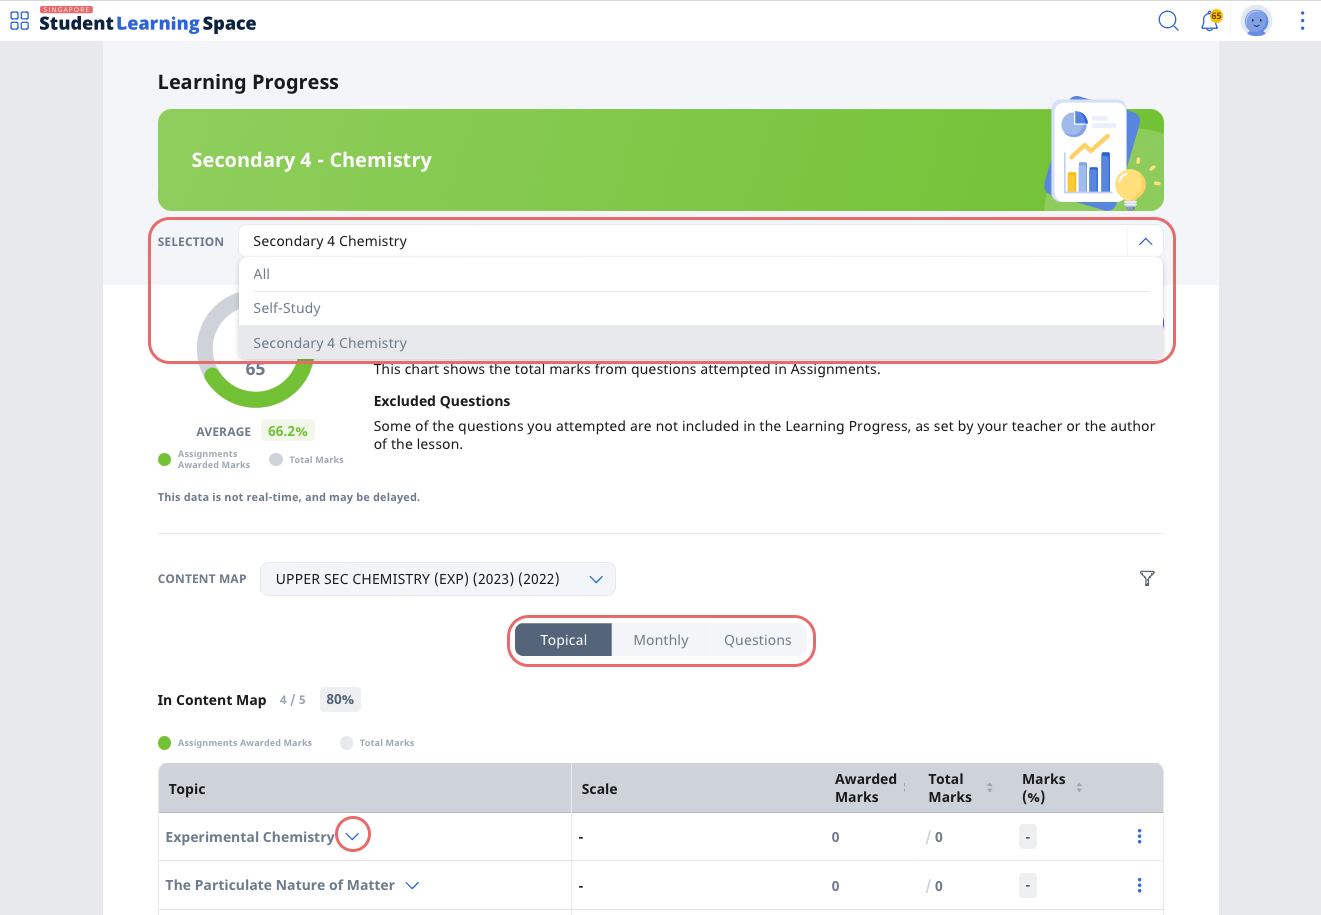 SINGAPORE
Student Learning Space
65
Learning Progress
Secondary 4 - Chemistry
SELECTION
Secondary 4 Chemistry
All
Self-Study
Secondary 4 Chemistry
65
This chart shows the total marks from questions attempted in Assignments.
Excluded Questions
Some of the questions you attempted are not included in the Learning Progress, as set by your teacher or the author
of the lesson.
AVERAGE 66.2%
Assignments
Awarded Marks
Total Marks
This data is not real-time, and may be delayed.
CONTENT MAP
UPPER SEC CHEMISTRY (EXP) (2023) (2022)
Topical Monthly Questions
In Content Map 4 / 5 80%
Assignments Awarded Marks Total Marks
Topic Scale Awarded Marks Total Marks Marks (%)
Experimental Chemistry - 0 / 0 -
The Particulate Nature of Matter - 0 / 0 -